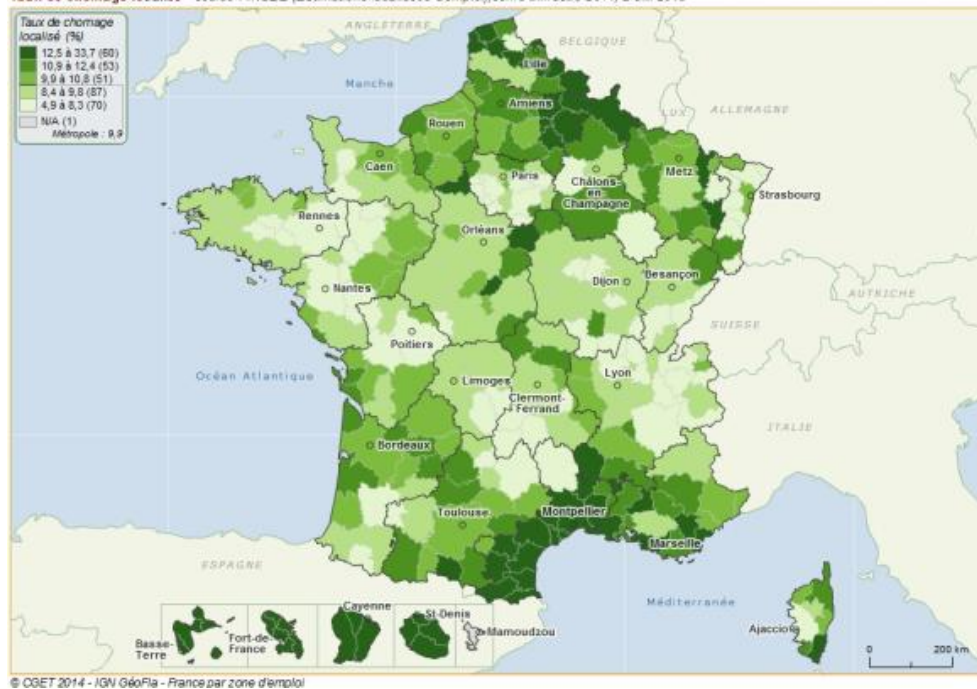 Taux de chomage
localisé (%)
12,5 à 33,7 (60)
10,9 à 12,4 (53)
9,9 à 10,8 (51)
8,4 à 9,8 (87)
4,9 à 8,3 (70)
N/A (1)
Métropole : 9,9
ANGLETERRE
BELGIQUE
Lille
Manche
LUX
ALLEMAGNE
Amiens
Rouen
Caen
Paris
Châlons-
en-
Champagne
Metz
Strasbourg
Rennes
Orléans
Dijon
Besançon
Nantes
AUTRICHE
SUISSE
Poitiers
Océan Atlantique
Limoges
Lyon
Clermont-
Ferrand
ITALIE
Bordeaux
Toulouse
Montpellier
Marseille
ESPAGNE
Méditerranée
Cayenne
St-Denis
Mamoudzou
Basse-
Terre
Fort-de-
France
Ajaccio
0 200 km
© CGET 2014 - IGN GéoFla - France par zone d'emploi